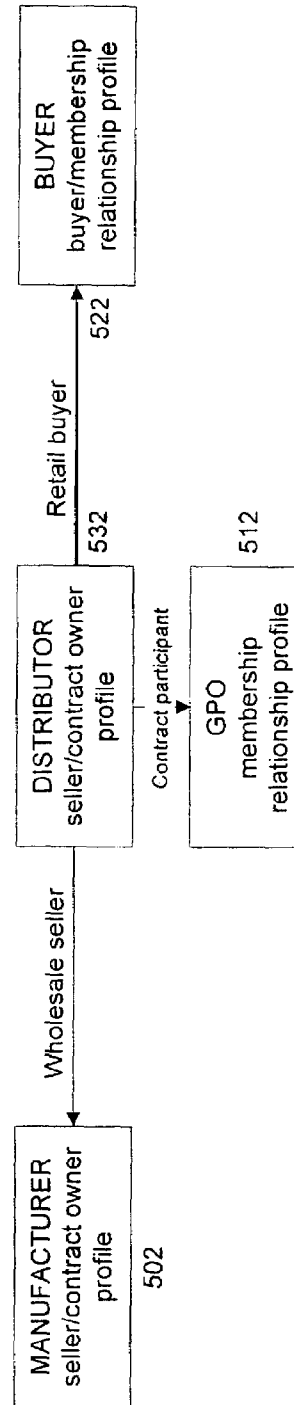 MANUFACTURER
seller/contract owner
profile
502
Wholesale seller
DISTRIBUTOR
seller/contract owner
profile
532
Contract participant
GPO
membership
relationship profile
512
Retail buyer
BUYER
buyer/membership
relationship profile
522